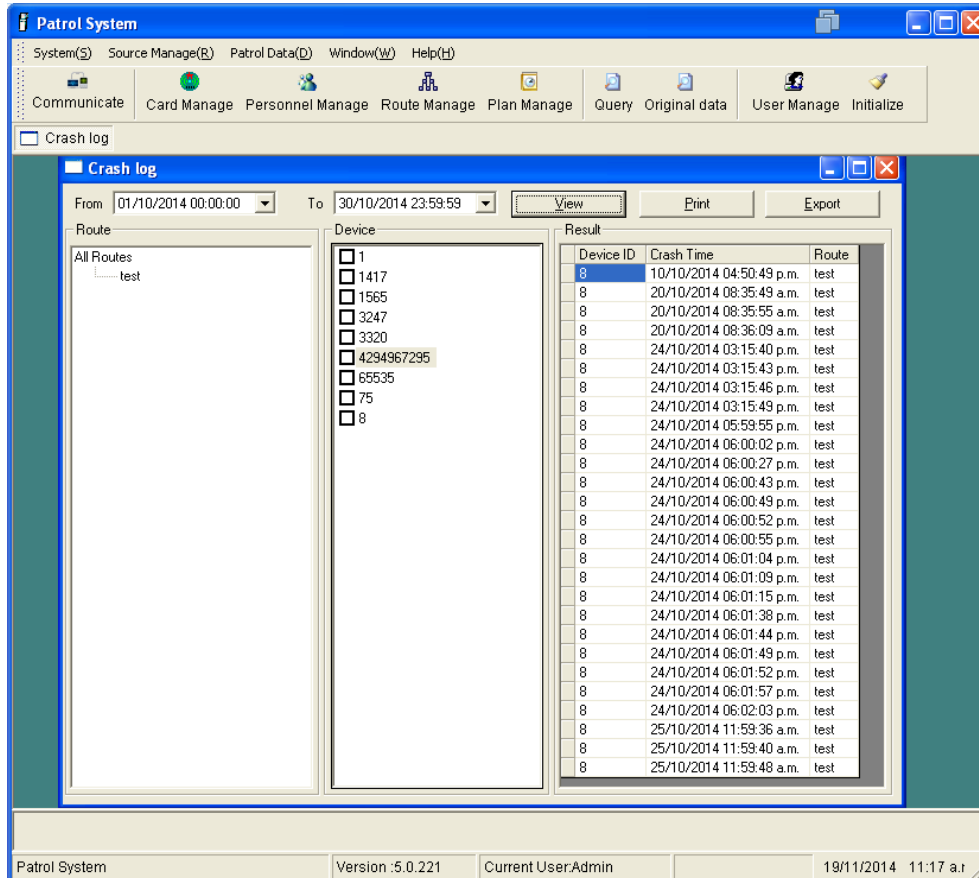 Patrol System
System(S) Source Manage(R) Patrol Data(D) Window(W) Help(H)
Communicate Card Manage Personnel Manage Route Manage Plan Manage Query Original data User Manage Initialize
Crash log
Crash log
From 01/10/2014 00:00:00 To 30/10/2014 23:59:59 View Print Export
Route Device Result
All Routes
test
1
1417
1565
3247
3320
4294967295
65535
75
8
Device ID Crash Time Route
8 10/10/2014 04:50:49 p.m. test
8 20/10/2014 08:35:49 a.m. test
8 20/10/2014 08:35:55 a.m. test
8 20/10/2014 08:36:09 a.m. test
8 24/10/2014 03:15:40 p.m. test
8 24/10/2014 03:15:43 p.m. test
8 24/10/2014 03:15:46 p.m. test
8 24/10/2014 03:15:49 p.m. test
8 24/10/2014 05:59:55 p.m. test
8 24/10/2014 06:00:02 p.m. test
8 24/10/2014 06:00:27 p.m. test
8 24/10/2014 06:00:43 p.m. test
8 24/10/2014 06:00:49 p.m. test
8 24/10/2014 06:00:52 p.m. test
8 24/10/2014 06:00:55 p.m. test
8 24/10/2014 06:01:04 p.m. test
8 24/10/2014 06:01:09 p.m. test
8 24/10/2014 06:01:15 p.m. test
8 24/10/2014 06:01:38 p.m. test
8 24/10/2014 06:01:44 p.m. test
8 24/10/2014 06:01:49 p.m. test
8 24/10/2014 06:01:52 p.m. test
8 24/10/2014 06:01:57 p.m. test
8 24/10/2014 06:02:03 p.m. test
8 25/10/2014 11:59:36 a.m. test
8 25/10/2014 11:59:40 a.m. test
8 25/10/2014 11:59:48 a.m. test
Patrol System Version :5.0.221 Current User:Admin 19/11/2014 11:17 a.r